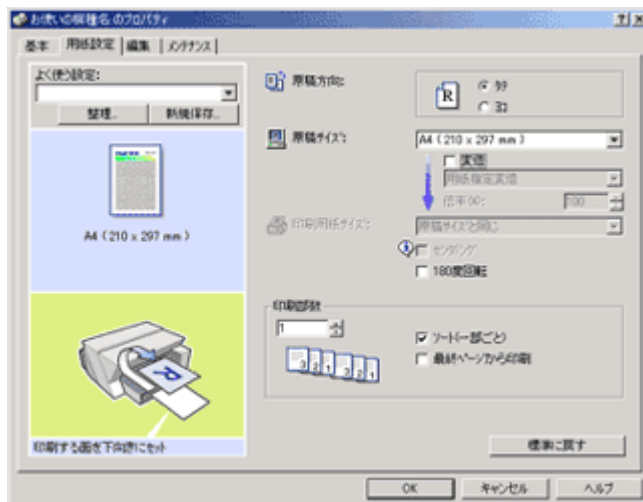 お使いの機種名 のプロパティ
基本 用紙設定 編集 メンテナンス
よく使う設定:
整理... 新規保存...
A4 ( 210 x 297 mm )
印刷する面を下向きにセット
原稿方向:
R
タテ
ヨコ
原稿サイズ:
A4 ( 210 x 297 mm )
変倍
用紙指定変倍
倍率(%): 100
印刷用紙サイズ: 原稿サイズと同じ
センタリング
180度回転
印刷部数
1
3 2 1 3 2 1
ソート(一部ごと)
最終ページから印刷
R
標準に戻す
OK キャンセル ヘルプ